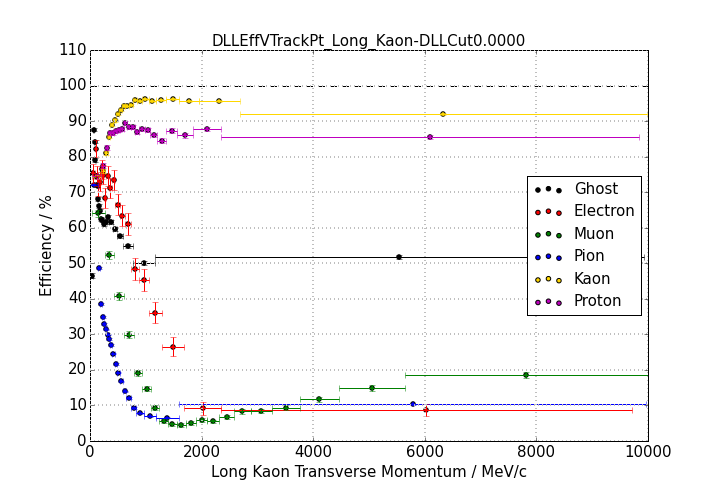 DLLEffVTrackPt_Long_Kaon-DLLCut0.0000
110
100
90
80
70
60
50
40
30
20
10
0
Efficiency / %
Ghost
Electron
Muon
Pion
Kaon
Proton
0 2000 4000 6000 8000 10000
Long Kaon Transverse Momentum / MeV/c